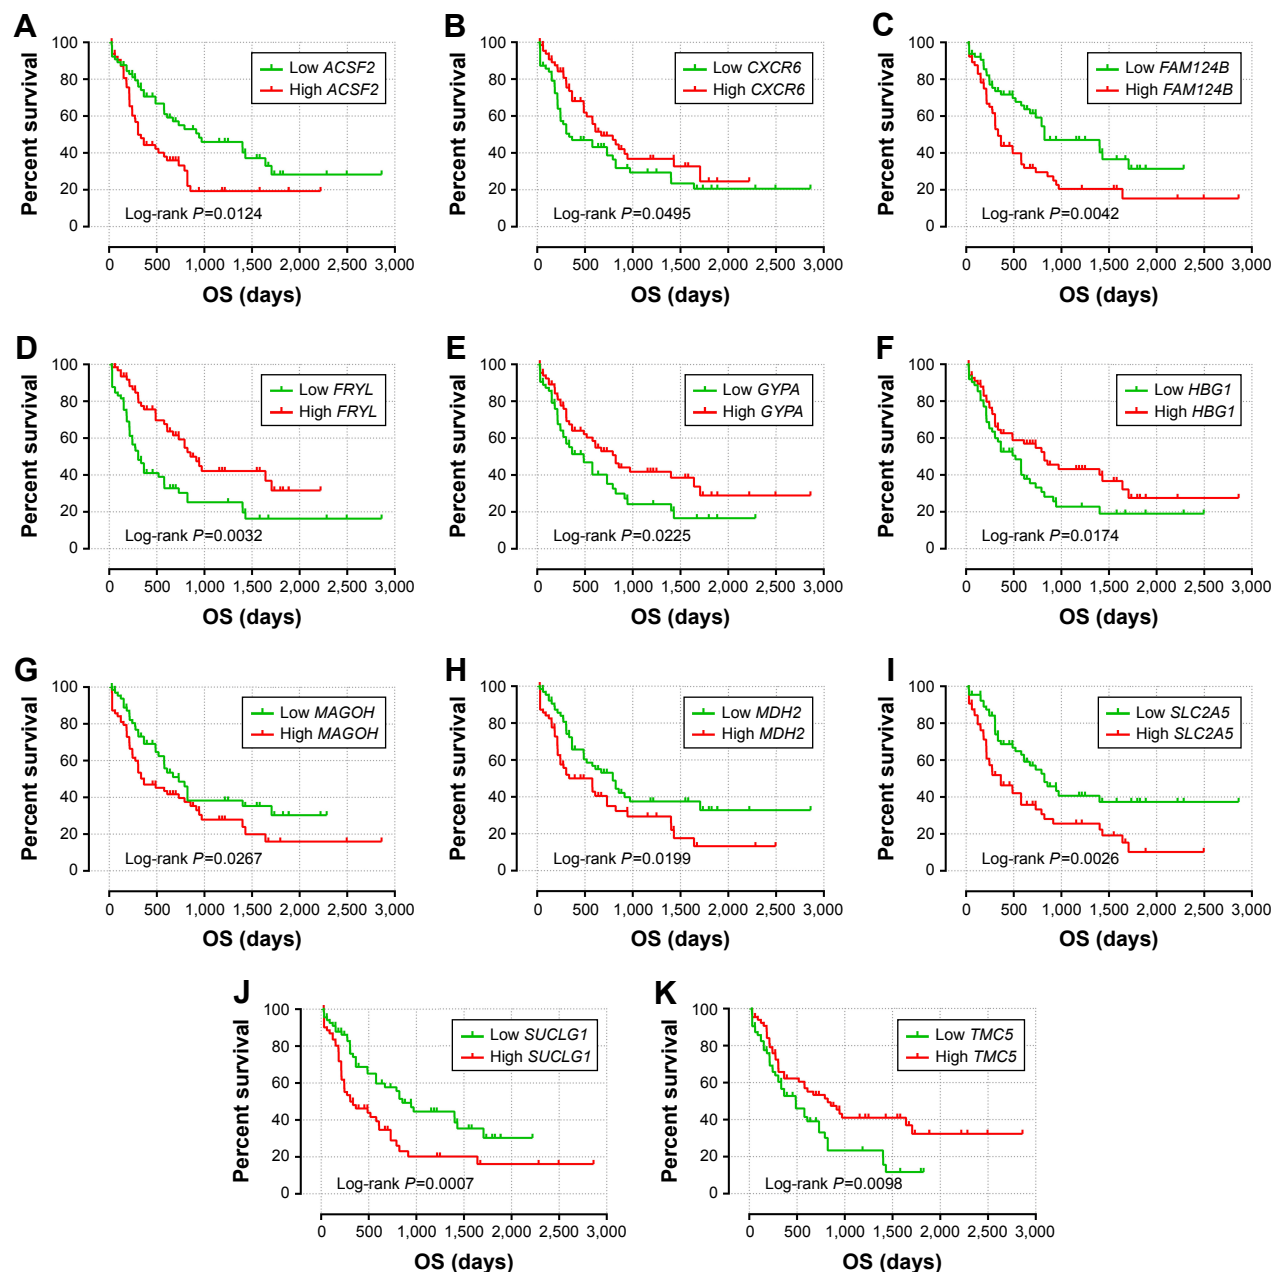 A
B
C
Percent survival
100
80
60
40
20
0
Low ACSF2
High ACSF2
Log-rank P=0.0124
0 500 1,000 1,500 2,000 2,500 3,000
OS (days)
Percent survival
100
80
60
40
20
0
Low CXCR6
High CXCR6
Log-rank P=0.0495
0 500 1,000 1,500 2,000 2,500 3,000
OS (days)
Percent survival
100
80
60
40
20
0
Low FAM124B
High FAM124B
Log-rank P=0.0042
0 500 1,000 1,500 2,000 2,500 3,000
OS (days)
D
E
F
Percent survival
100
80
60
40
20
0
Low FRYL
High FRYL
Log-rank P=0.0032
0 500 1,000 1,500 2,000 2,500 3,000
OS (days)
Percent survival
100
80
60
40
20
0
Low GYPA
High GYPA
Log-rank P=0.0225
0 500 1,000 1,500 2,000 2,500 3,000
OS (days)
Percent survival
100
80
60
40
20
0
Low HBG1
High HBG1
Log-rank P=0.0174
0 500 1,000 1,500 2,000 2,500 3,000
OS (days)
G
H
I
Percent survival
100
80
60
40
20
0
Low MAGOH
High MAGOH
Log-rank P=0.0267
0 500 1,000 1,500 2,000 2,500 3,000
OS (days)
Percent survival
100
80
60
40
20
0
Low MDH2
High MDH2
Log-rank P=0.0199
0 500 1,000 1,500 2,000 2,500 3,000
OS (days)
Percent survival
100
80
60
40
20
0
Low SLC2A5
High SLC2A5
Log-rank P=0.0026
0 500 1,000 1,500 2,000 2,500 3,000
OS (days)
J
K
Percent survival
100
80
60
40
20
0
Low SUCLG1
High SUCLG1
Log-rank P=0.0007
0 500 1,000 1,500 2,000 2,500 3,000
OS (days)
Percent survival
100
80
60
40
20
0
Low TMC5
High TMC5
Log-rank P=0.0098
0 500 1,000 1,500 2,000 2,500 3,000
OS (days)